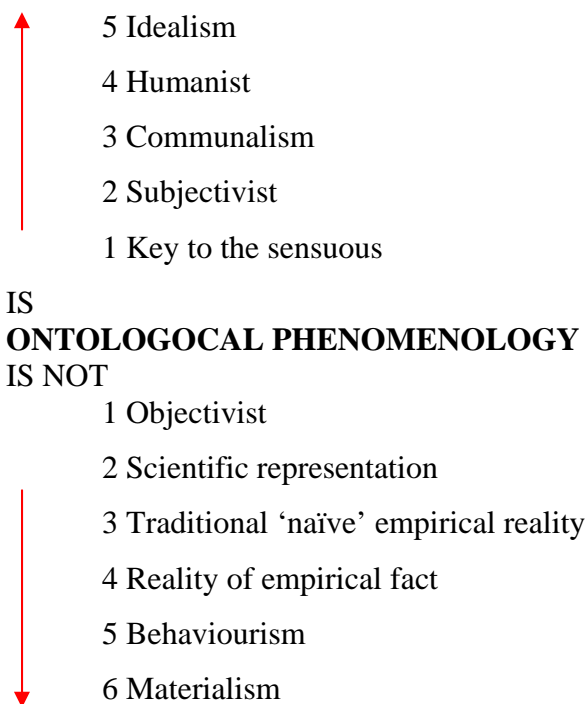 5 Idealism
4 Humanist
3 Communalism
2 Subjectivist
1 Key to the sensuous
IS
ONTOLOGOCAL PHENOMENOLOGY
IS NOT
1 Objectivist
2 Scientific representation
3 Traditional ‘naïve’ empirical reality
4 Reality of empirical fact
5 Behaviourism
6 Materialism